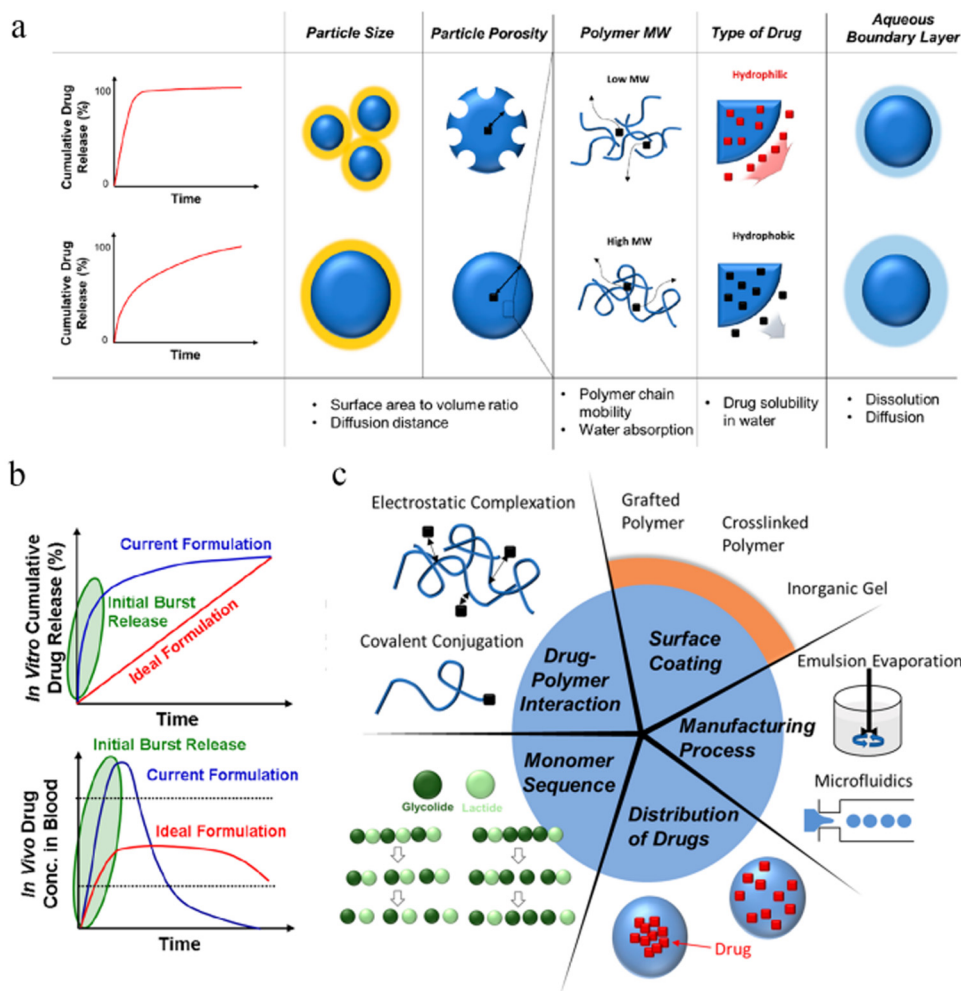 a
Particle Size
Particle Porosity
Polymer MW
Type of Drug
Aqueous
Boundary Layer
Cumulative Drug
Release (%)
100
0
Time
Low MW
Hydrophilic
Cumulative Drug
Release (%)
100
0
Time
High MW
Hydrophobic
• Surface area to volume ratio
• Diffusion distance
• Polymer chain
mobility
• Water absorption
• Drug solubility
in water
• Dissolution
• Diffusion
b
In Vitro Cumulative
Drug Release (%)
Current Formulation
Initial Burst
Release
Ideal Formulation
Time
Initial Burst Release
In Vivo Drug
Conc. in Blood
Current Formulation
Ideal Formulation
Time
c
Electrostatic Complexation
Covalent Conjugation
Grafted
Polymer
Crosslinked
Polymer
Inorganic Gel
Drug-
Polymer
Interaction
Surface
Coating
Emulsion Evaporation
Manufacturing
Process
Monomer
Sequence
Microfluidics
Distribution
of Drugs
Glycolide
Lactide
Drug